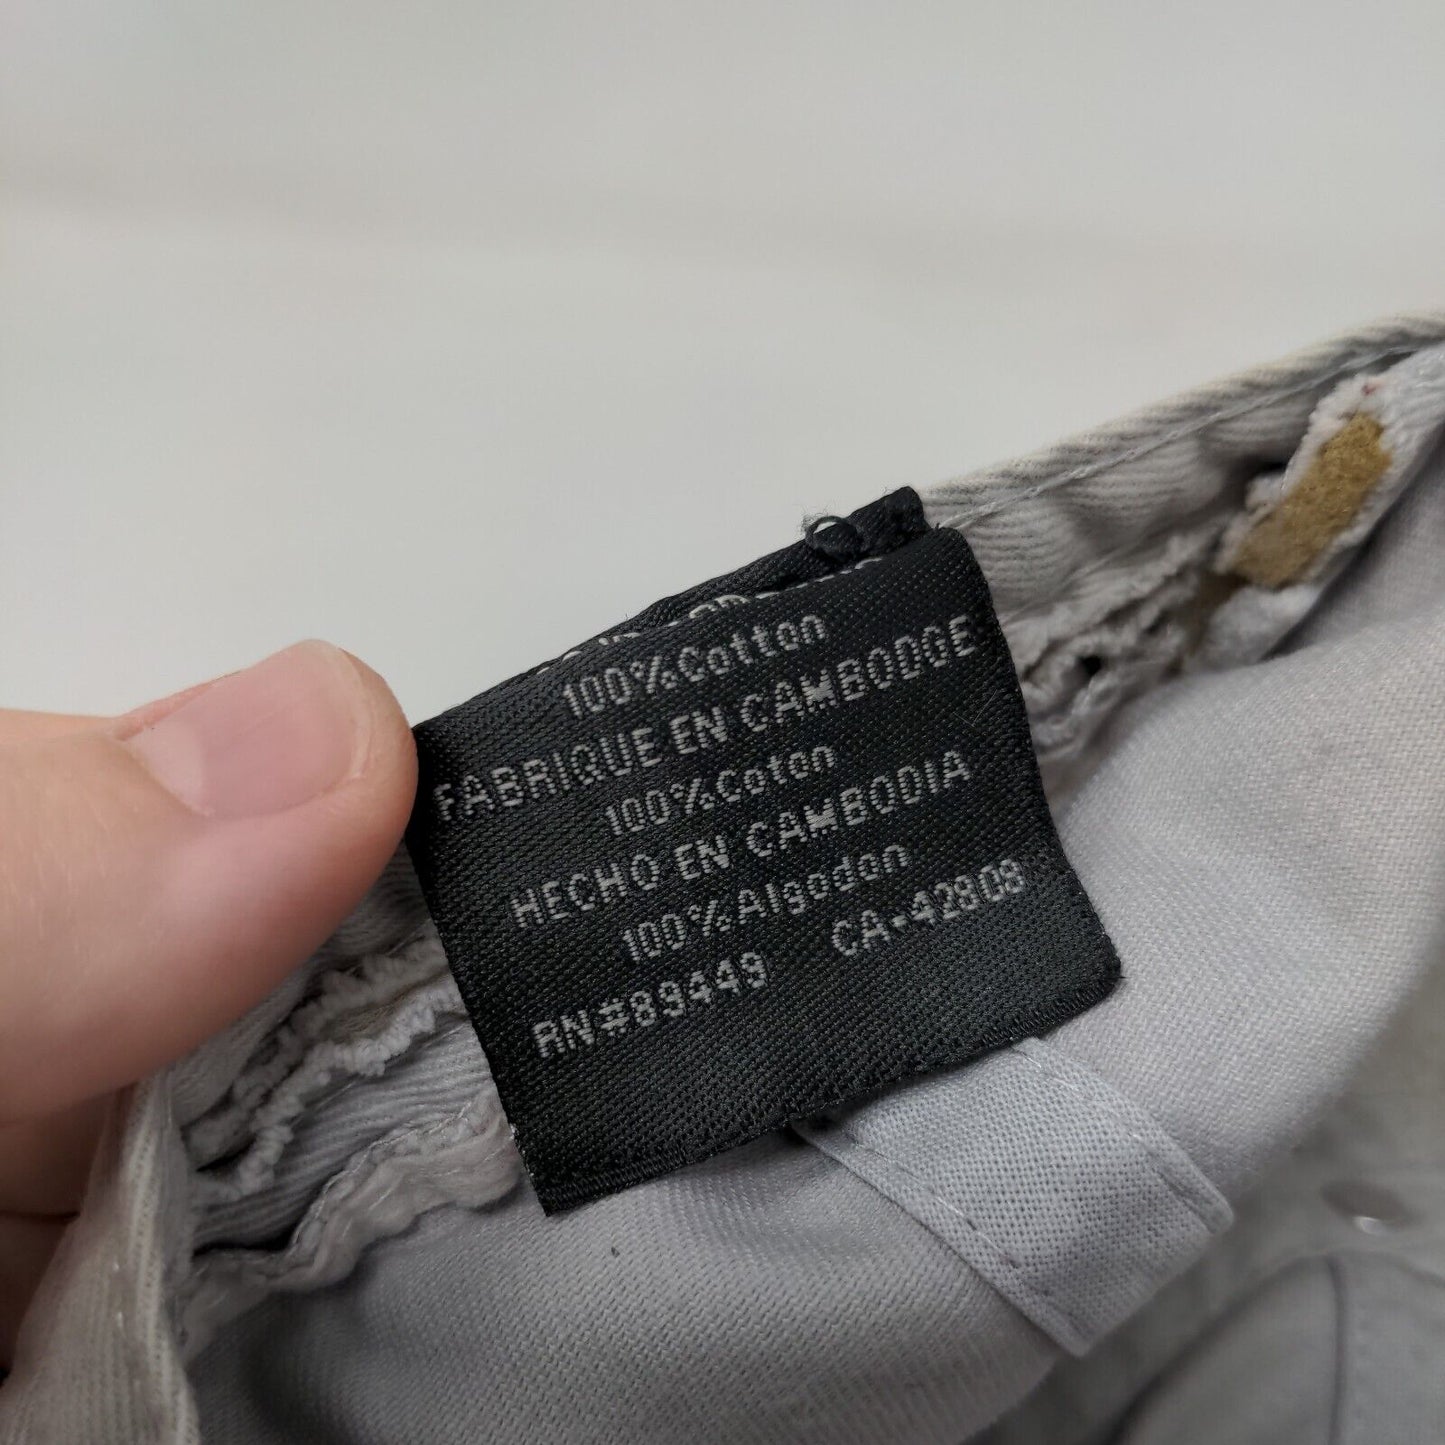 100%Cotton
FABRIQUE EN CAMBODGE
100%Coton
HECHO EN CAMBODIA
100%Algodon
RN#89449 CA-42808